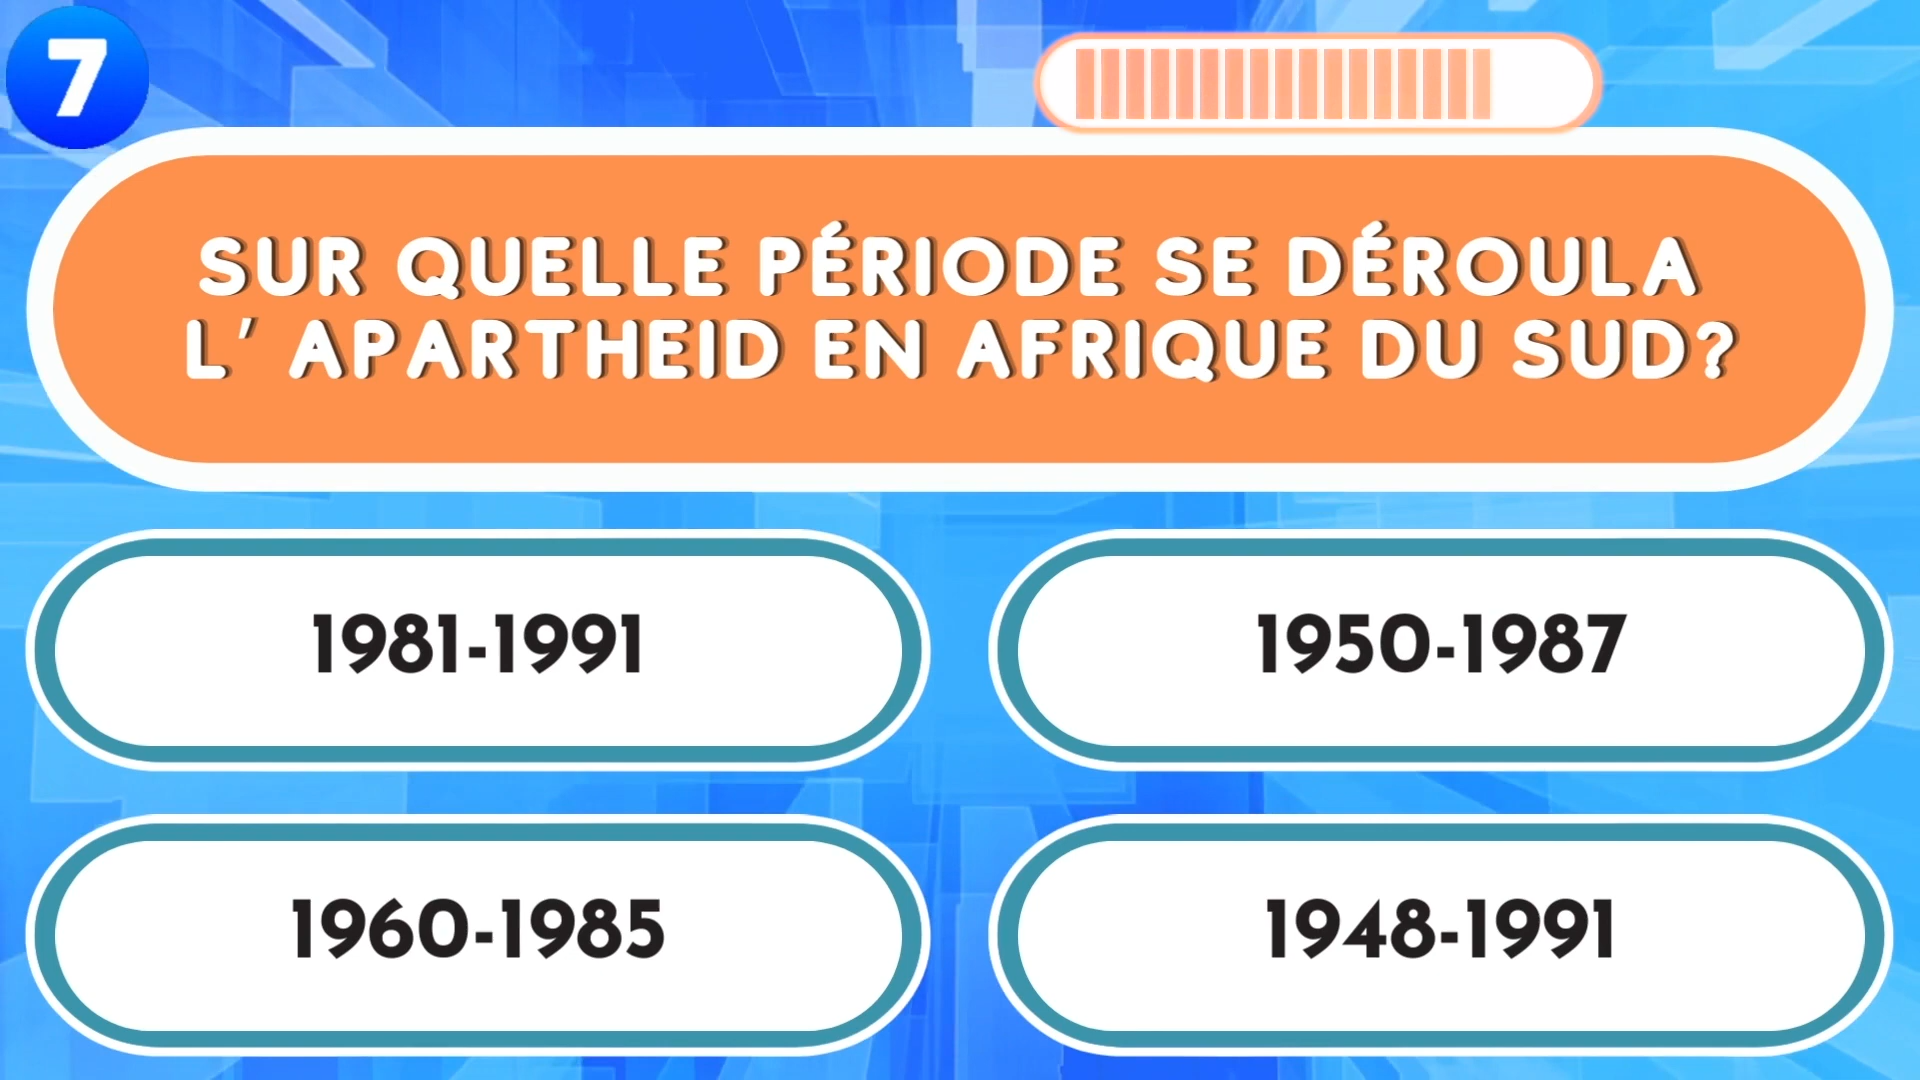 7
SUR QUELLE PÉRIODE SE DÉROULA
L' APARTHEID EN AFRIQUE DU SUD?
1981-1991
1950-1987
1960-1985
1948-1991